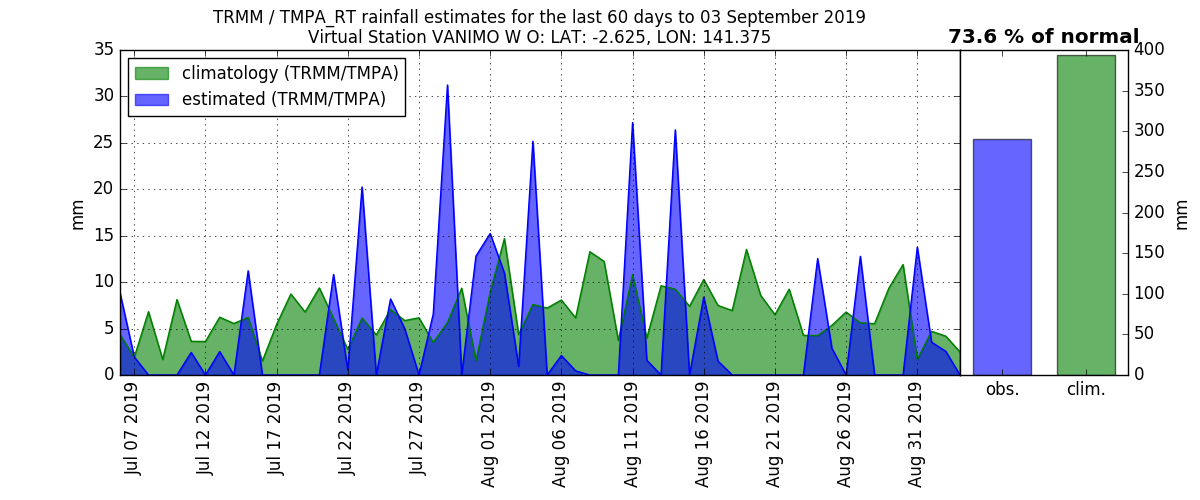 TRMM / TMPA_RT rainfall estimates for the last 60 days to 03 September 2019
Virtual Station VANIMO W O: LAT: -2.625, LON: 141.375
73.6 % of normal
climatology (TRMM/TMPA)
estimated (TRMM/TMPA)
35
30
25
20
15
10
5
0
mm
Jul 07 2019
Jul 12 2019
Jul 17 2019
Jul 22 2019
Jul 27 2019
Aug 01 2019
Aug 06 2019
Aug 11 2019
Aug 16 2019
Aug 21 2019
Aug 26 2019
Aug 31 2019
obs.
clim.
400
350
300
250
200
150
100
50
0
mm